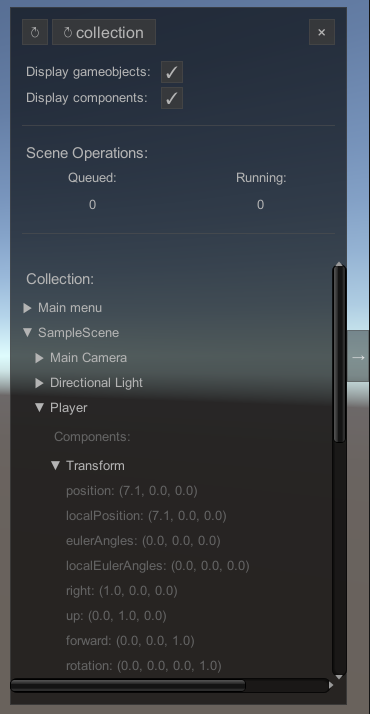 collection
Display gameobjects:
Display components:
Scene Operations:
Queued: Running:
0 0
Collection:
Main menu
SampleScene
Main Camera
Directional Light
Player
Components:
Transform
position: (7.1, 0.0, 0.0)
localPosition: (7.1, 0.0, 0.0)
eulerAngles: (0.0, 0.0, 0.0)
localEulerAngles: (0.0, 0.0, 0.0)
right: (1.0, 0.0, 0.0)
up: (0.0, 1.0, 0.0)
forward: (0.0, 0.0, 1.0)
rotation: (0.0, 0.0, 0.0, 1.0)